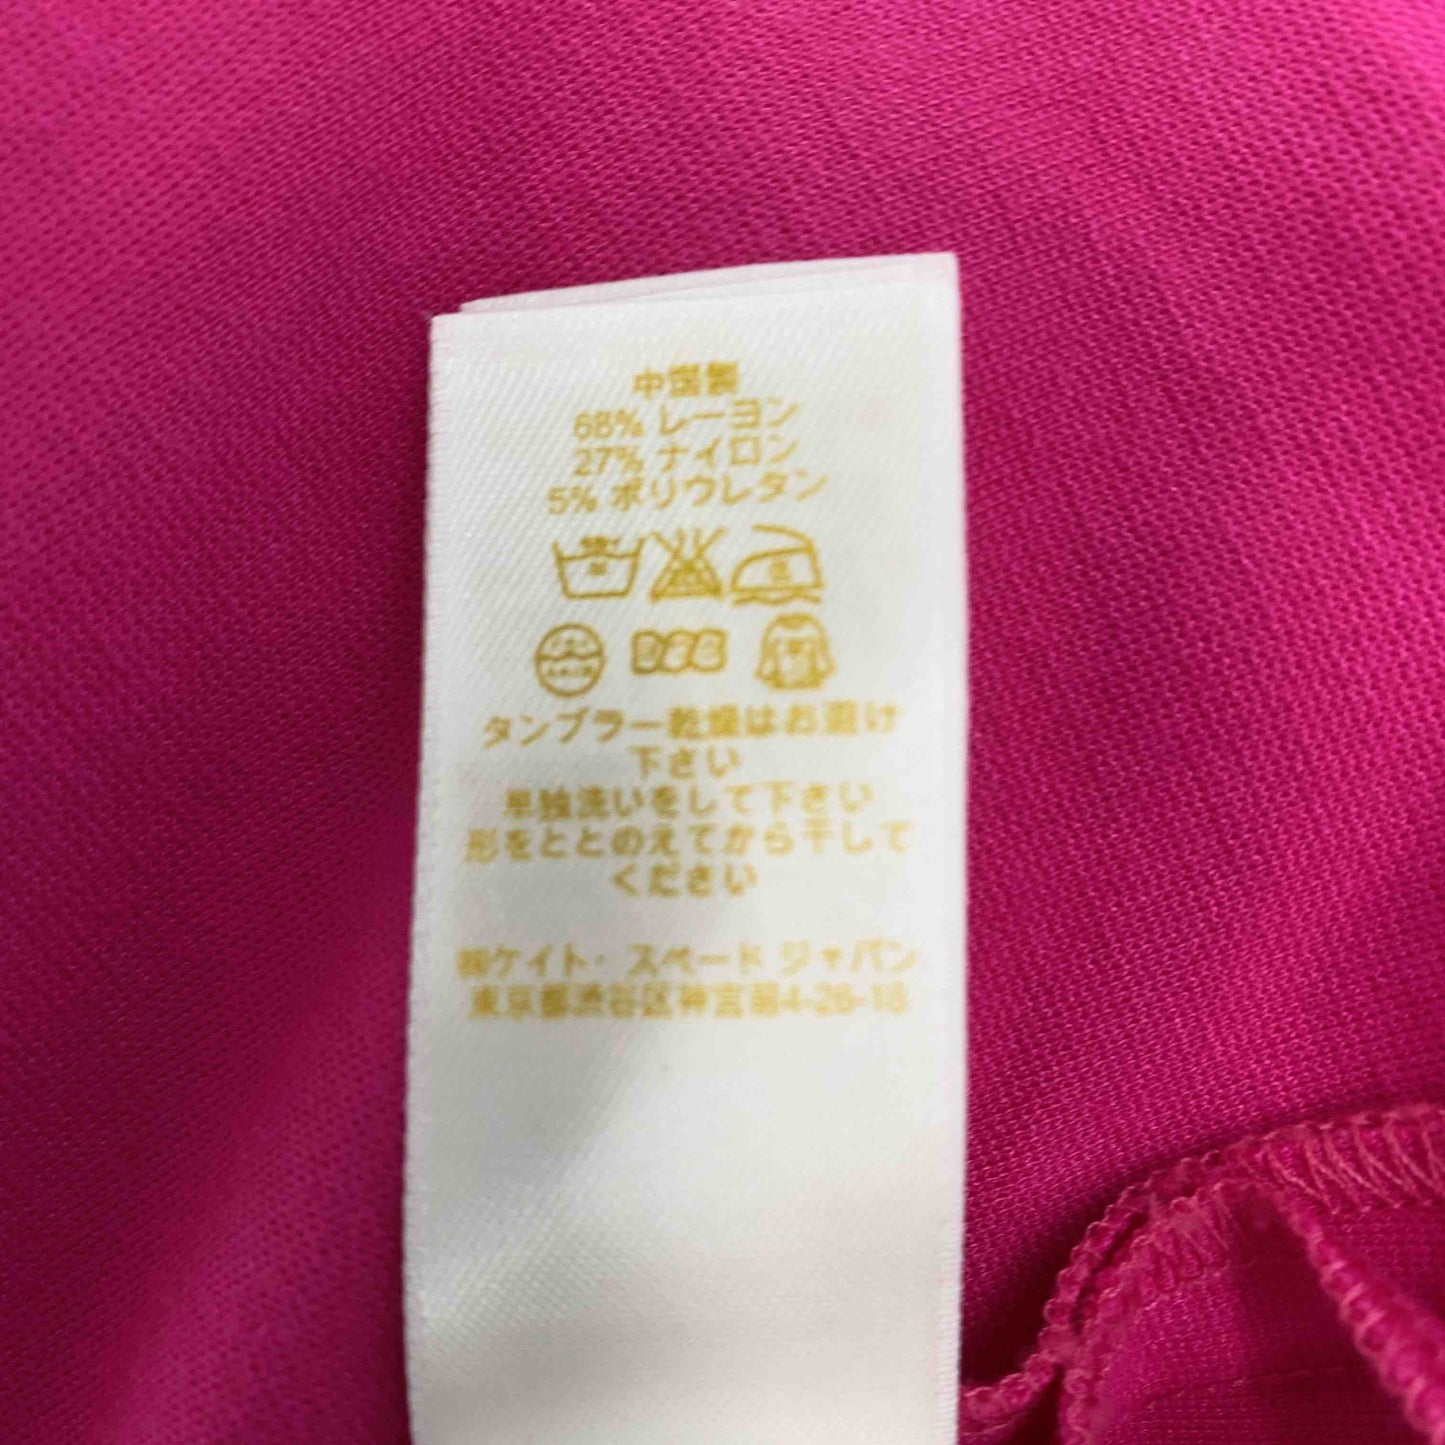 中国製
68% レーヨン
27% ナイロン
5% ポリウレタン
タンブラー乾燥はお避け
下さい
単独洗いをして下さい
形をととのえてから干して
ください
㈱ケイト・スペード ジャパン
東京都渋谷区神宮前4-26-18